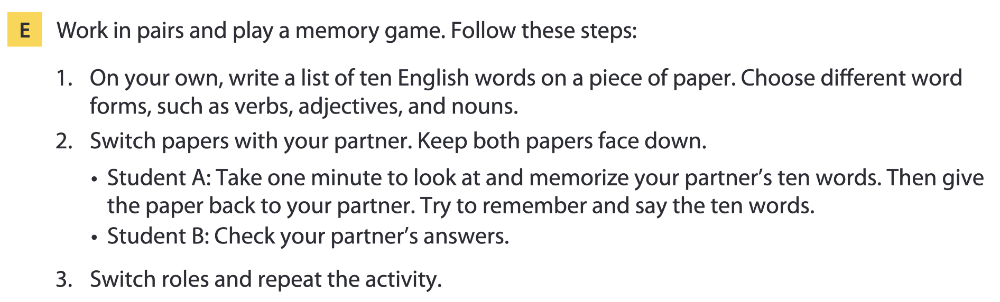 E Work in pairs and play a memory game. Follow these steps:
1. On your own, write a list of ten English words on a piece of paper. Choose different word
forms, such as verbs, adjectives, and nouns.
2. Switch papers with your partner. Keep both papers face down.
• Student A: Take one minute to look at and memorize your partner’s ten words. Then give
the paper back to your partner. Try to remember and say the ten words.
• Student B: Check your partner’s answers.
3. Switch roles and repeat the activity.